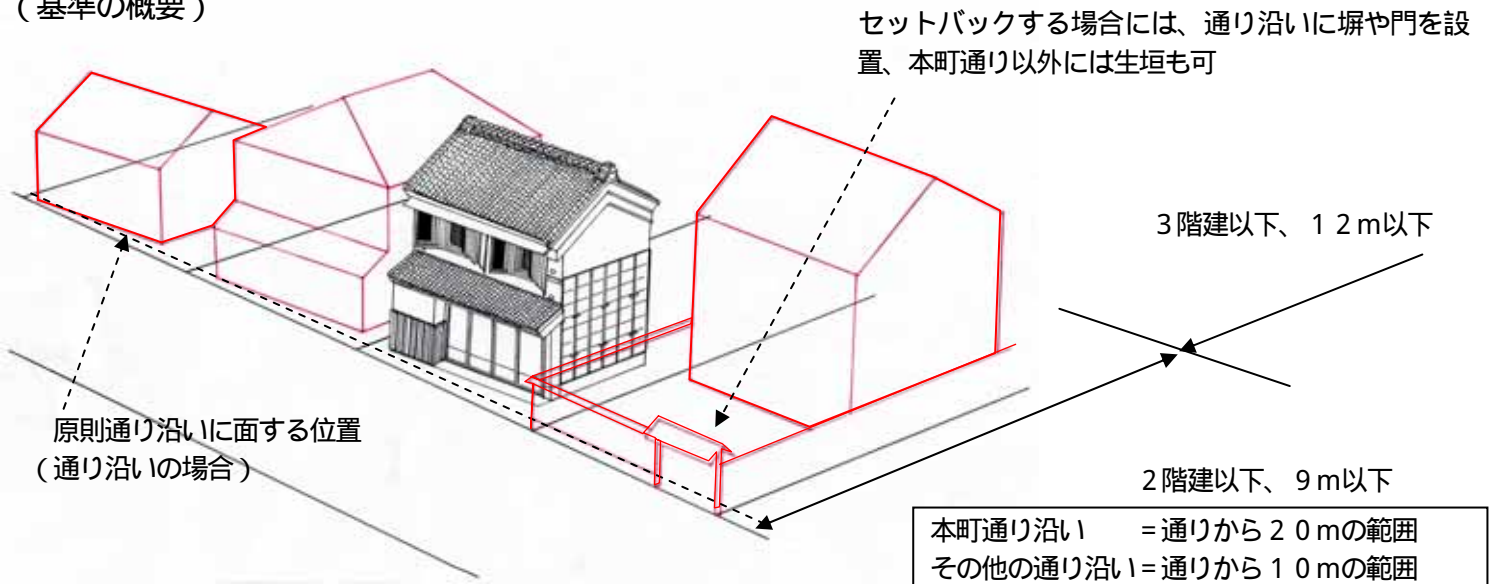 （基準の概要）
セットバックする場合には、通り沿いに塀や門を設
置、本町通り以外には生垣も可
３階建以下、１２ｍ以下
原則通り沿いに面する位置
（通り沿いの場合）
２階建以下、９ｍ以下
本町通り沿い　　＝通りから２０ｍの範囲
その他の通り沿い＝通りから１０ｍの範囲